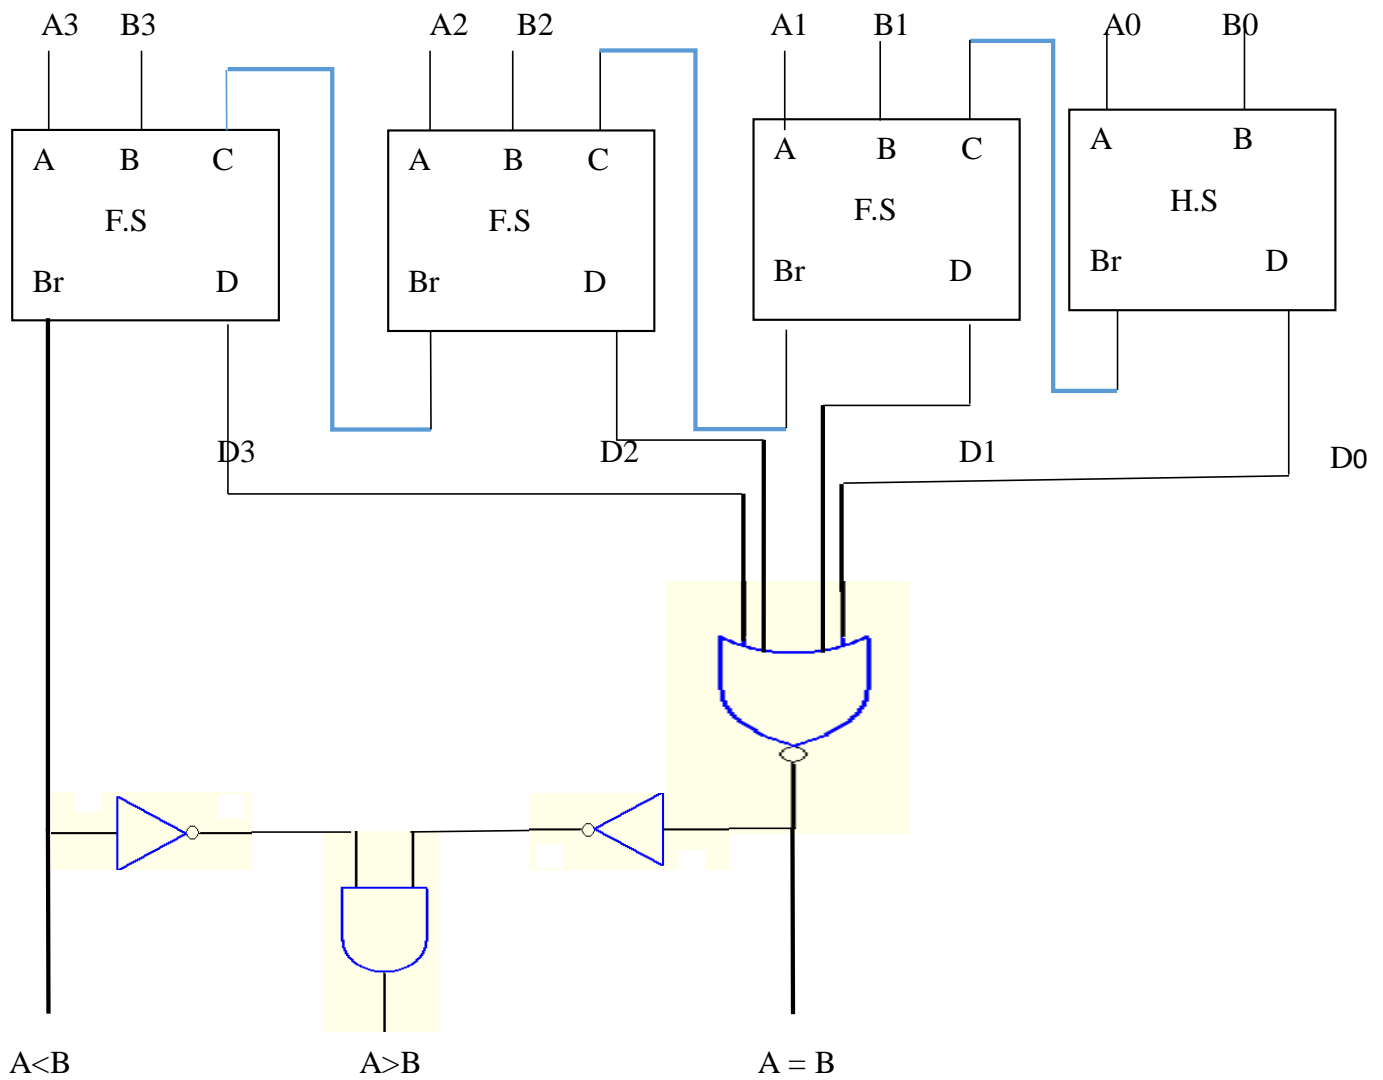 A3 B3 A2 B2 A1 B1 A0 B0
A B C A B C A B C A B
F.S F.S F.S H.S
Br D Br D Br D Br D
D3 D2 D1 D0
A<B A>B A = B